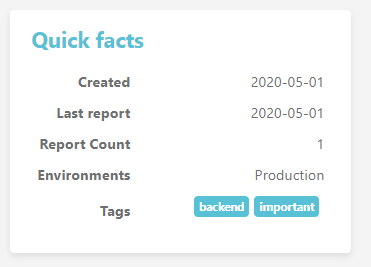 Quick facts
Created 2020-05-01
Last report 2020-05-01
Report Count 1
Environments Production
Tags backend important